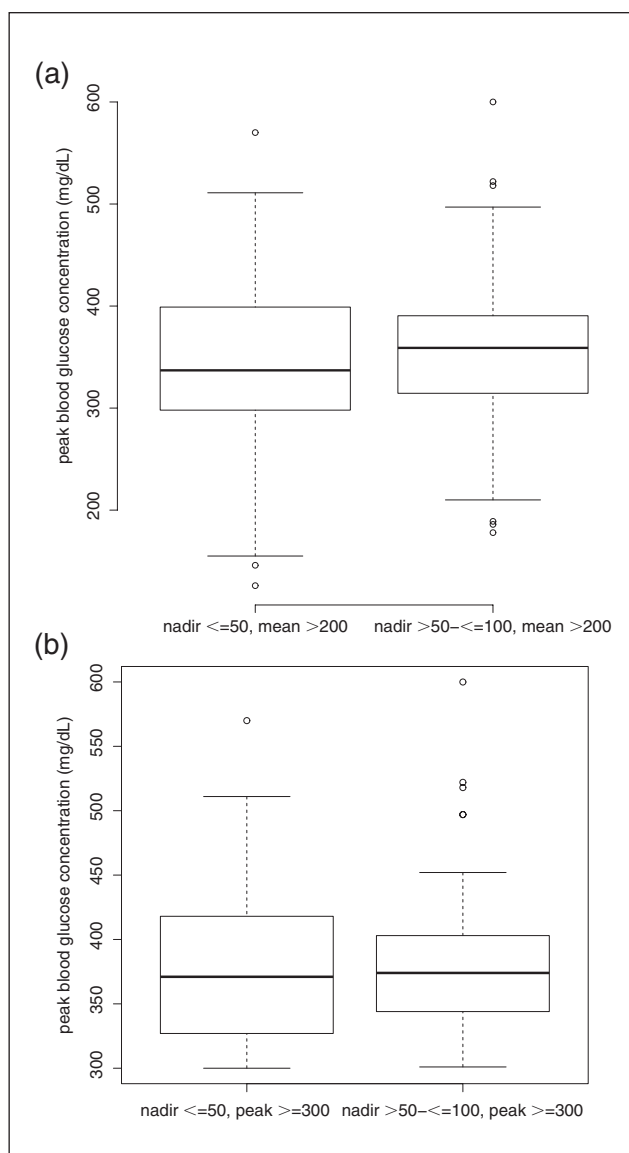 (a)
peak blood glucose concentration (mg/dL)
600
500
400
300
200
nadir <=50, mean >200 nadir >50–<=100, mean >200
(b)
peak blood glucose concentration (mg/dL)
600
550
500
450
400
350
300
nadir <=50, peak >=300 nadir >50–<=100, peak >=300